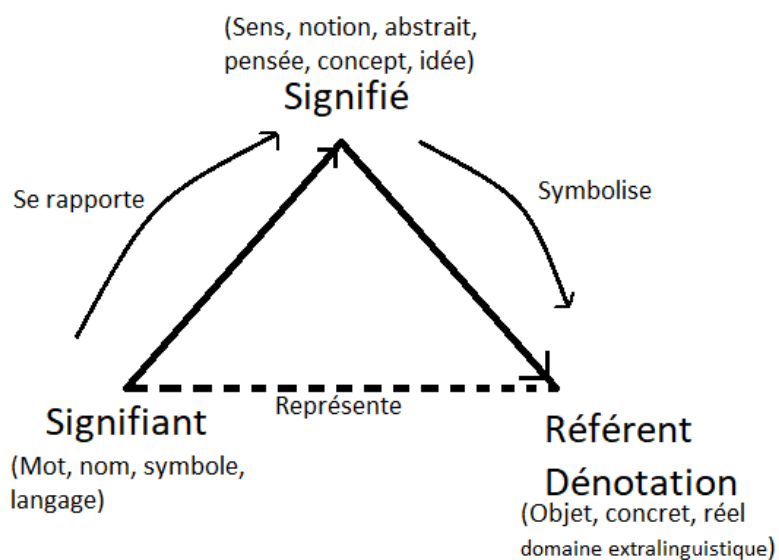 (Sens, notion, abstrait,
pensée, concept, idée)
Signifié
Se rapporte
Symbolise
Représente
Signifiant
(Mot, nom, symbole,
langage)
Référent
Dénotation
(Objet, concret, réel
domaine extralinguistique)